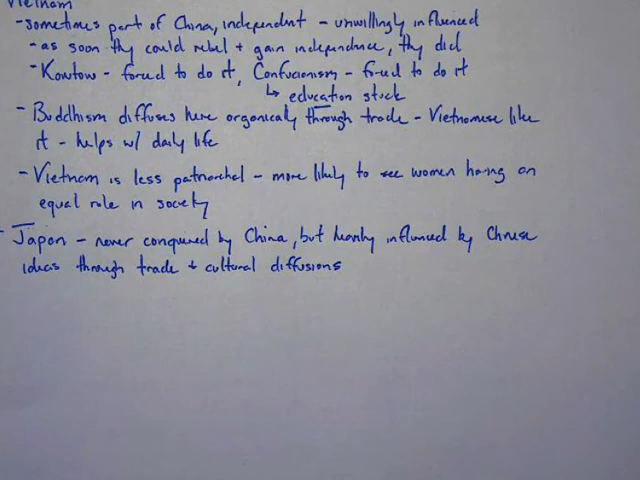 Vietnam
-sometimes part of China, independent - unwillingly influenced
-as soon thy could rebel + gain independence, thy did
-Kowtow - forced to do it, Confucianism - forced to do it
↳ education stuck
- Buddhism diffuses here organically through trade - Vietnamese like
it - helps w/ daily life
- Vietnam is less patriarchal - more likely to see women having an
equal role in society
- Japan - never conquered by China, but heavily influenced by Chinese
ideas through trade + cultural diffusions